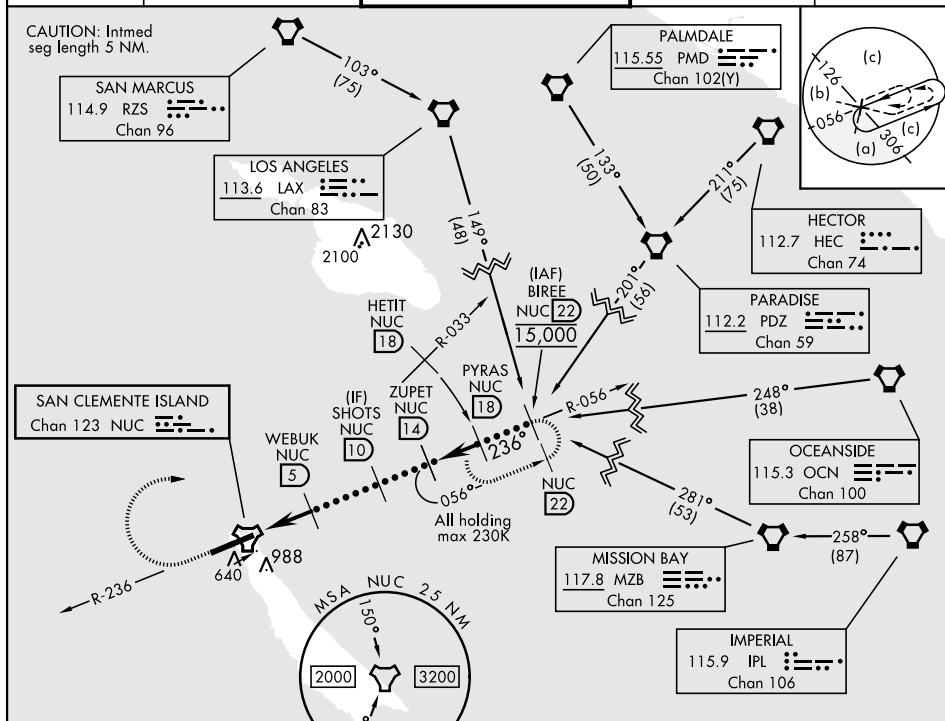 CAUTION: Intmed
seg length 5 NM.
SAN MARCUS
114.9 RZS
Chan 96
103°
(75)
LOS ANGELES
113.6 LAX
Chan 83
2130
2100
149°
(48)
PALMDALE
115.55 PMD
Chan 102(Y)
133°
(50)
211°
(75)
126
(c)
(b)
056
(a)
(c)
306
HECTOR
112.7 HEC
Chan 74
201°
(56)
PARADISE
112.2 PDZ
Chan 59
(IAF)
BIREE
NUC 22
15,000
HETIT
NUC
18
R-033
PYRAS
NUC
18
ZUPET
NUC
14
(IF)
SHOTS
NUC
10
WEBUK
NUC
5
SAN CLEMENTE ISLAND
Chan 123 NUC
R-056
236°
056°
NUC
22
All holding
max 230K
248°
(38)
OCEANSIDE
115.3 OCN
Chan 100
281°
(53)
258°
(87)
MISSION BAY
117.8 MZB
Chan 125
IMPERIAL
115.9 IPL
Chan 106
R-236
640
988
MSA NUC 25 NM
150°
2000
3200